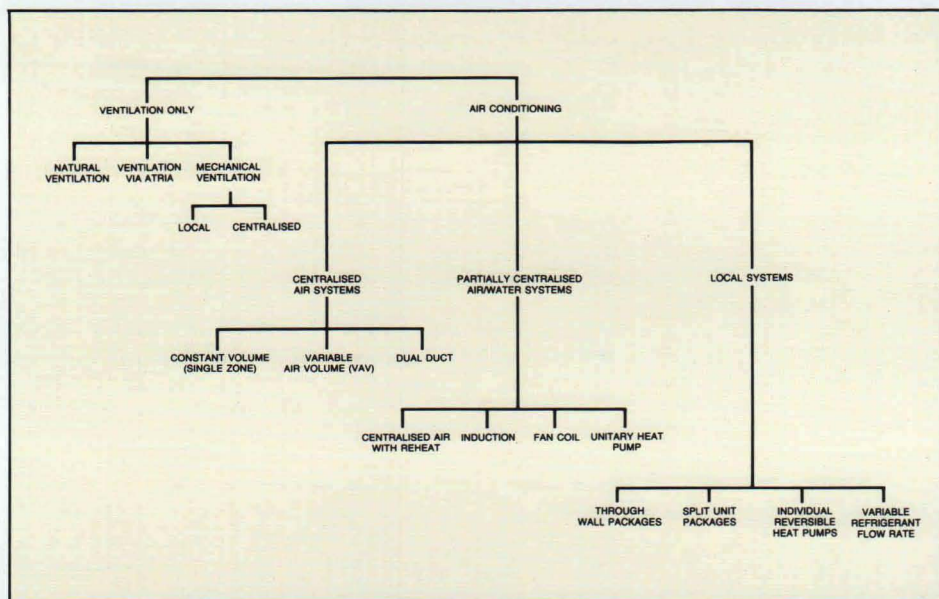 VENTILATION ONLY
AIR CONDITIONING
NATURAL
VENTILATION
VENTILATION
VIA ATRIA
MECHANICAL
VENTILATION
LOCAL
CENTRALISED
CENTRALISED
AIR SYSTEMS
PARTIALLY CENTRALISED
AIR/WATER SYSTEMS
LOCAL SYSTEMS
CONSTANT VOLUME
(SINGLE ZONE)
VARIABLE
AIR VOLUME (VAV)
DUAL DUCT
CENTRALISED AIR
WITH REHEAT
INDUCTION
FAN COIL
UNITARY HEAT
PUMP
THROUGH
WALL PACKAGES
SPLIT UNIT
PACKAGES
INDIVIDUAL
REVERSIBLE
HEAT PUMPS
VARIABLE
REFRIGERANT
FLOW RATE